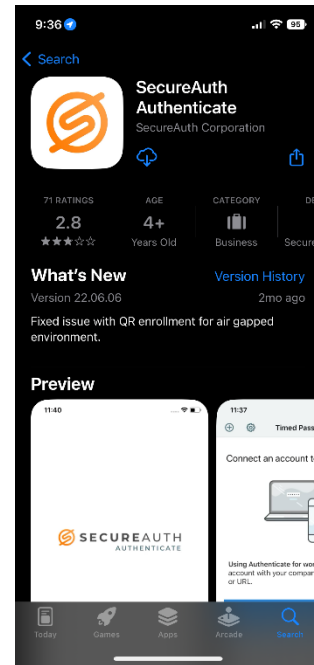 9:36
95
Search
SecureAuth
Authenticate
SecureAuth Corporation
71 RATINGS
AGE
CATEGORY
2.8
4+
★★★☆☆
Years Old
Business
Secure
What's New
Version History
Version 22.06.06
2mo ago
Fixed issue with QR enrollment for air gapped
environment.
Preview
11:40
11:37
Timed Pass
SECUREAUTH
AUTHENTICATE
Connect an account t
Using Authenticate for wor
account with your compan
or URL.
Today
Games
Apps
Arcade
Search